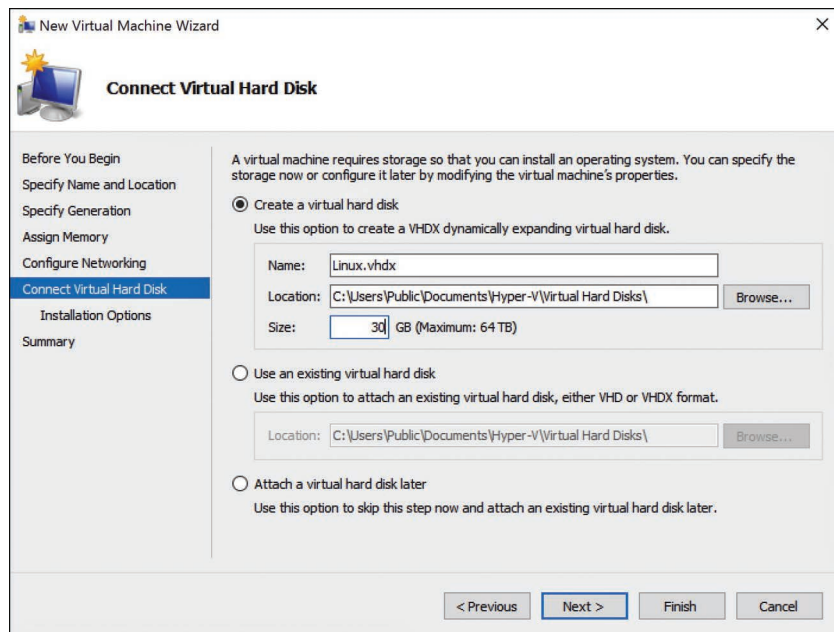 New Virtual Machine Wizard
Connect Virtual Hard Disk
Before You Begin
Specify Name and Location
Specify Generation
Assign Memory
Configure Networking
Connect Virtual Hard Disk
Installation Options
Summary
A virtual machine requires storage so that you can install an operating system. You can specify the
storage now or configure it later by modifying the virtual machine's properties.
Create a virtual hard disk
Use this option to create a VHDX dynamically expanding virtual hard disk.
Name: Linux.vhdx
Location: C:\Users\Public\Documents\Hyper-V\Virtual Hard Disks\ Browse...
Size: 30 GB (Maximum: 64 TB)
Use an existing virtual hard disk
Use this option to attach an existing virtual hard disk, either VHD or VHDX format.
Location: C:\Users\Public\Documents\Hyper-V\Virtual Hard Disks\ Browse...
Attach a virtual hard disk later
Use this option to skip this step now and attach an existing virtual hard disk later.
< Previous Next > Finish Cancel